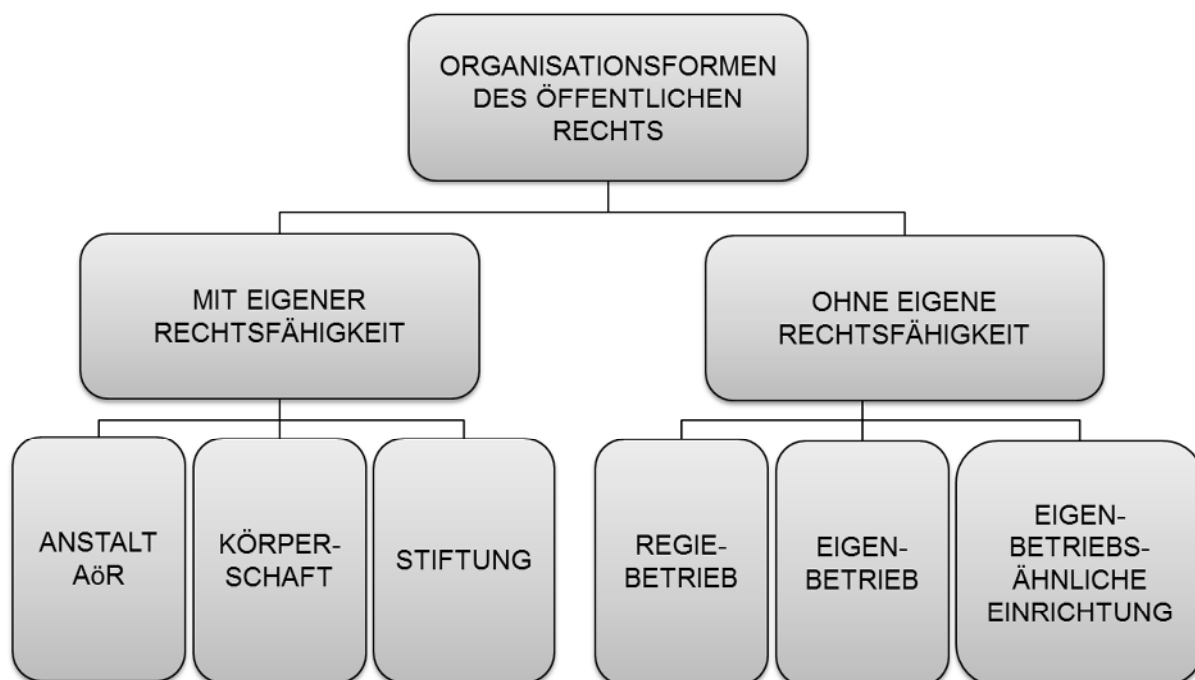 ORGANISATIONSFORMEN
DES ÖFFENTLICHEN
RECHTS
MIT EIGENER
RECHTSFÄHIGKEIT
OHNE EIGENE
RECHTSFÄHIGKEIT
ANSTALT
AöR
KÖRPER-
SCHAFT
STIFTUNG
REGIE-
BETRIEB
EIGEN-
BETRIEB
EIGEN-
BETRIEBS-
ÄHNLICHE
EINRICHTUNG